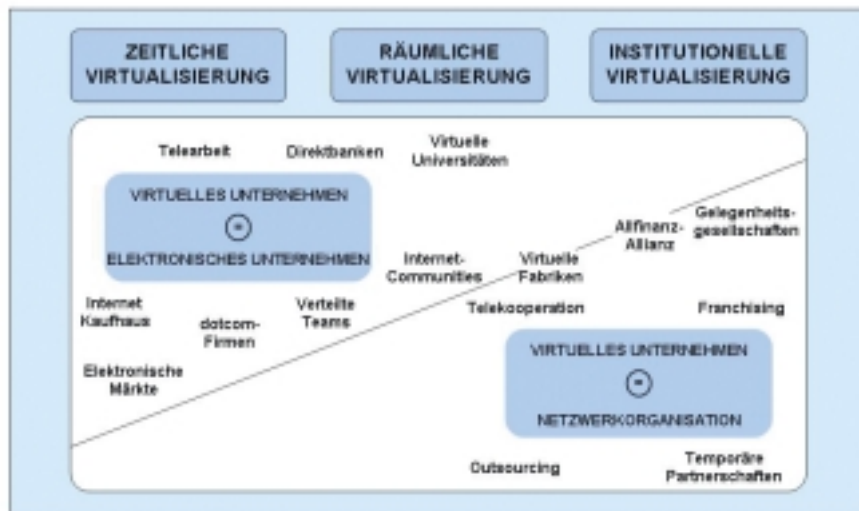 ZEITLICHE
VIRTUALISIERUNG
RÄUMLICHE
VIRTUALISIERUNG
INSTITUTIONELLE
VIRTUALISIERUNG
Telearbeit
Direktbanken
Virtuelle
Universitäten
VIRTUELLES UNTERNEHMEN
=
ELEKTRONISCHES UNTERNEHMEN
Allfinanz-
Allianz
Gelegenheits-
gesellschaften
Internet-
Communities
Virtuelle
Fabriken
Internet
Kaufhaus
dotcom-
Firmen
Verteilte
Teams
Telekooperation
Franchising
Elektronische
Märkte
VIRTUELLES UNTERNEHMEN
=
NETZWERKORGANISATION
Outsourcing
Temporäre
Partnerschaften